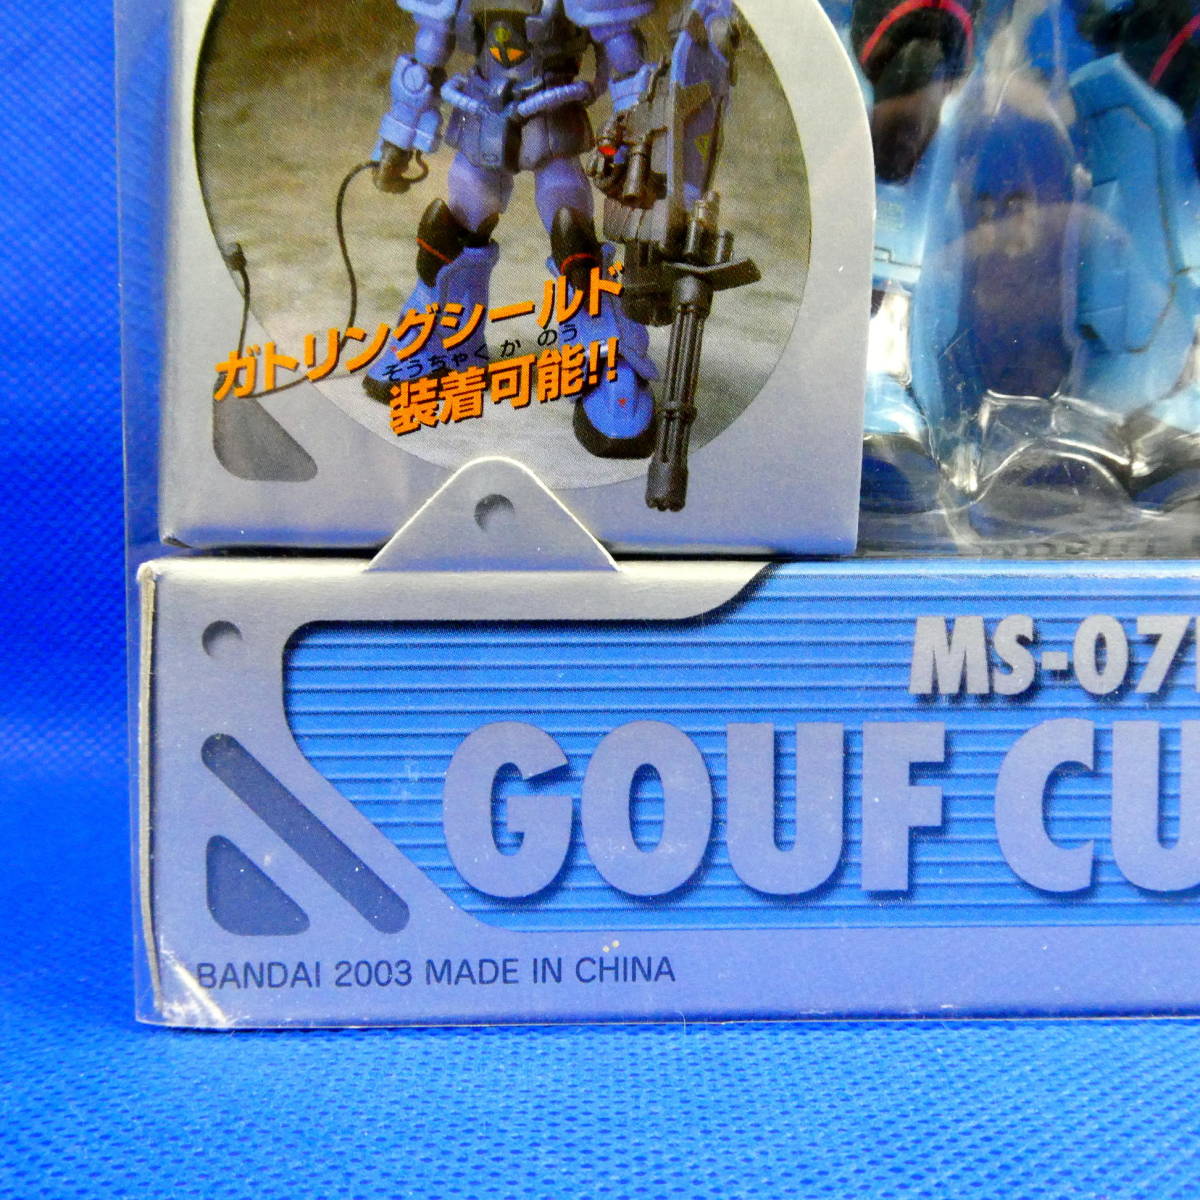 ガトリングシールド
そうちゃく か のう
装着可能!!
MS-07
GOUF CU
BANDAI 2003 MADE IN CHINA